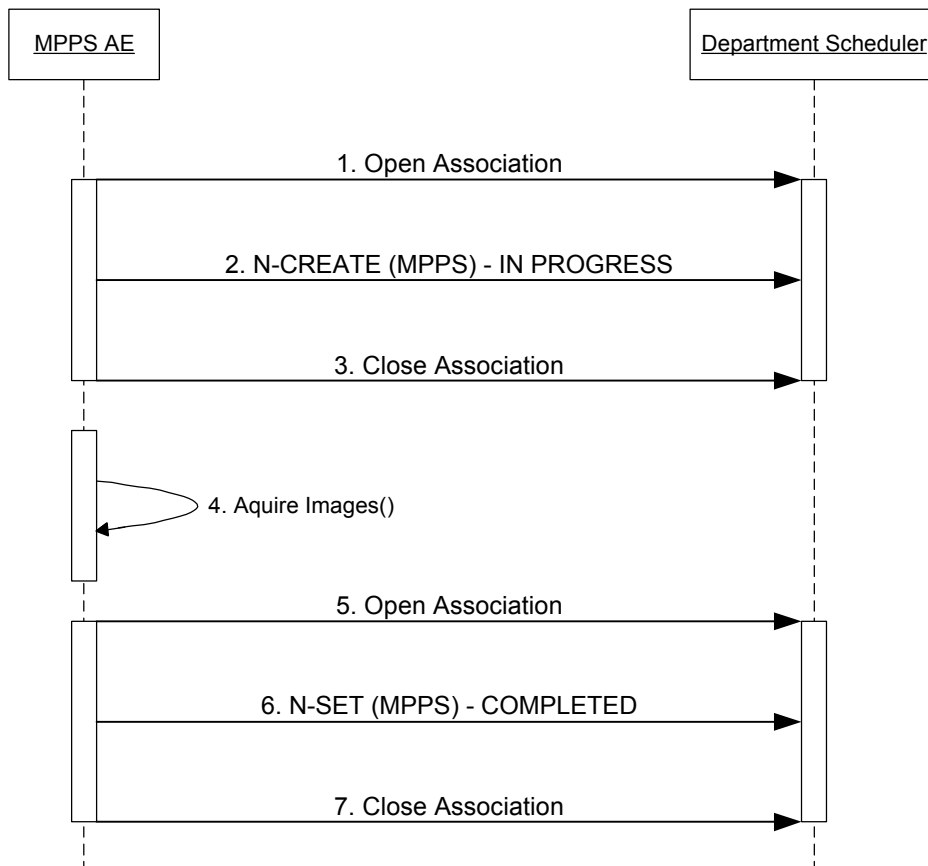 MPPS AE
Department Scheduler
1. Open Association
2. N-CREATE (MPPS) - IN PROGRESS
3. Close Association
4. Aquire Images()
5. Open Association
6. N-SET (MPPS) - COMPLETED
7. Close Association